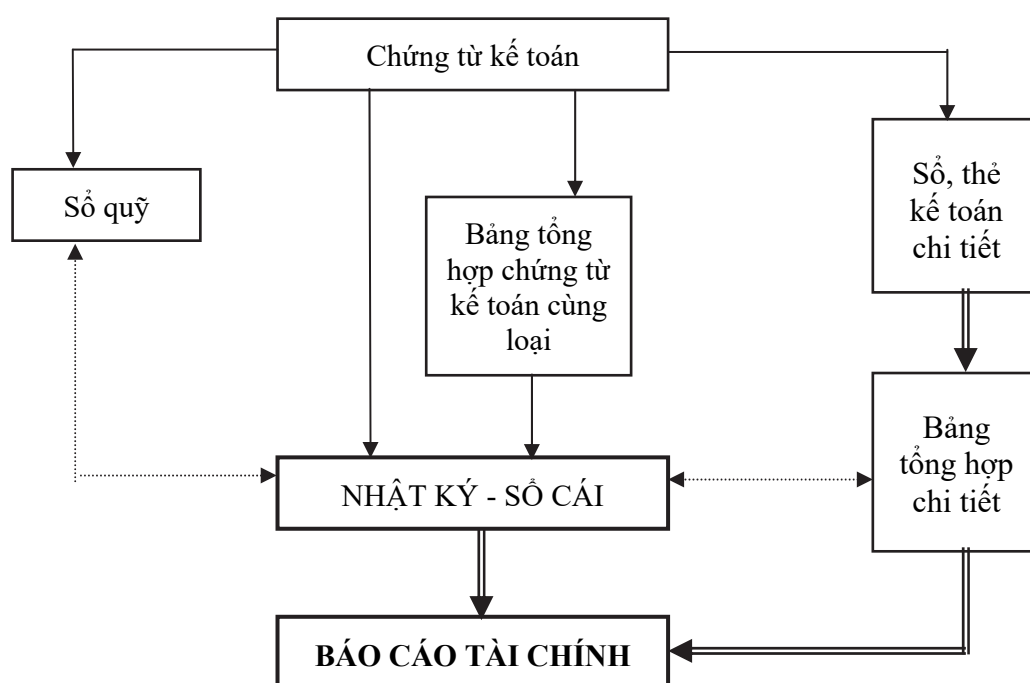 Chứng từ kế toán
Sổ quỹ
Bảng tổng
hợp chứng từ
kế toán cùng
loại
Sổ, thẻ
kế toán
chi tiết
NHẬT KÝ - SỔ CÁI
Bảng
tổng hợp
chi tiết
BÁO CÁO TÀI CHÍNH